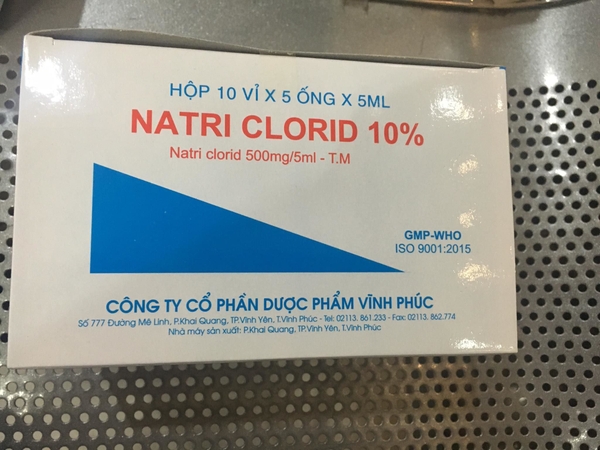 HỘP 10 VỈ X 5 ỐNG X 5ML
NATRI CLORID 10%
Natri clorid 500mg/5ml - T.M
GMP-WHO
ISO 9001:2015
CÔNG TY CỔ PHẦN DƯỢC PHẨM VĨNH PHÚC
Số 777 Đường Mê Linh, P.Khai Quang, TP.Vĩnh Yên, T.Vĩnh Phúc - Tel: 02113. 861.233 - Fax: 02113. 862.774
Nhà máy sản xuất: P.Khai Quang, TP.Vĩnh Yên, T.Vĩnh Phúc